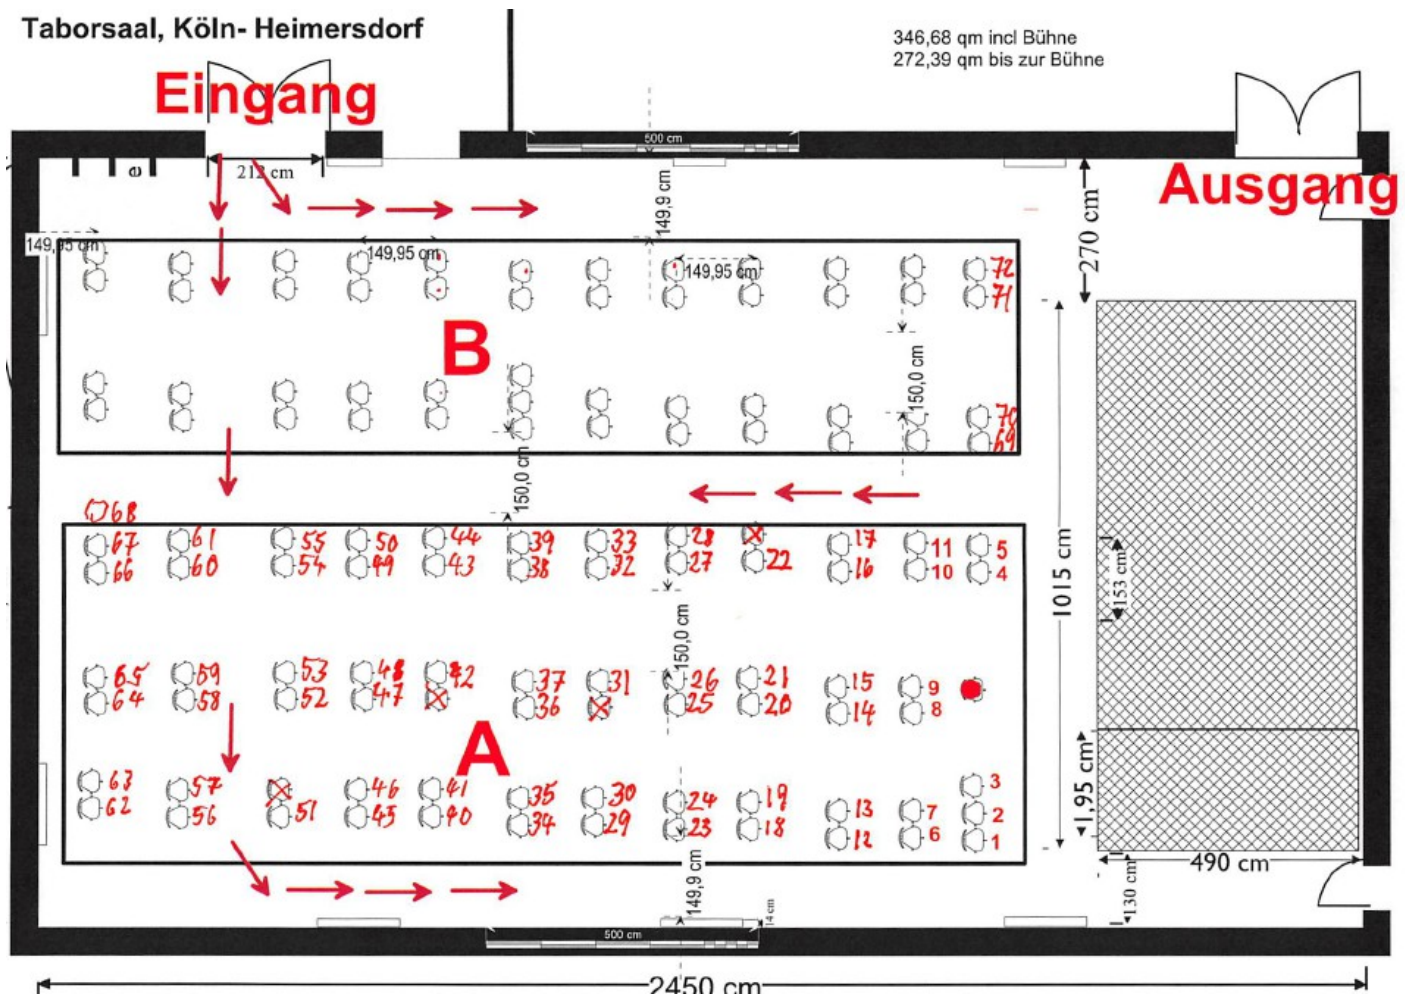 Taborsaal, Köln- Heimersdorf
346,68 qm incl Bühne
272,39 qm bis zur Bühne
Eingang
500 cm
212 cm
Ausgang
149,9 cm
270 cm
149,95 cm
149,95 cm
149,95 cm
72
71
B
150,0 cm
70
69
150,0 cm
68
67 61 55 50 44 39 33 28 17 11 5
66 60 54 49 43 38 32 27 22 16 10 4
1015 cm
153 cm
150,0 cm
65 59 53 48 42 37 31 26 21 15 9
64 58 52 47 36 25 20 14 8
A
1,95 cm
63 57 46 41 35 30 24 19 13 7 3
62 56 51 45 40 34 29 23 18 12 6 2
1
490 cm
149,9 cm
130 cm
14 cm
500 cm
2450 cm